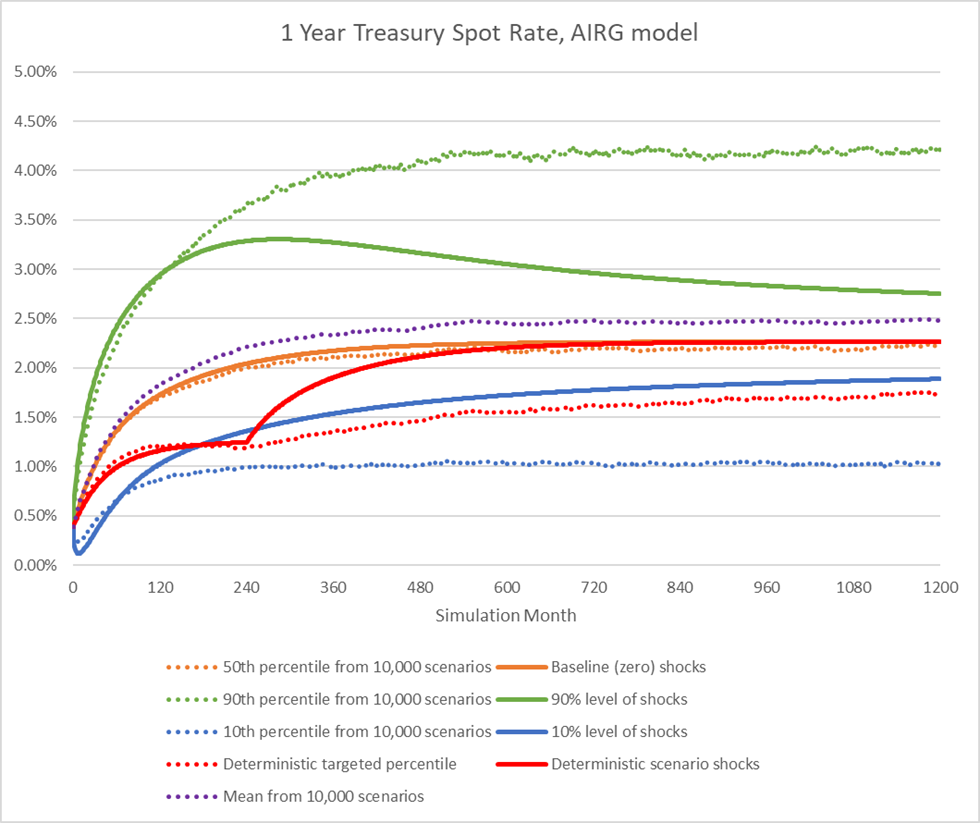 1 Year Treasury Spot Rate, AIRG model
5.00%
4.50%
4.00%
3.50%
3.00%
2.50%
2.00%
1.50%
1.00%
0.50%
0.00%
0 120 240 360 480 600 720 840 960 1080 1200
Simulation Month
50th percentile from 10,000 scenarios Baseline (zero) shocks
90th percentile from 10,000 scenarios 90% level of shocks
10th percentile from 10,000 scenarios 10% level of shocks
Deterministic targeted percentile Deterministic scenario shocks
Mean from 10,000 scenarios